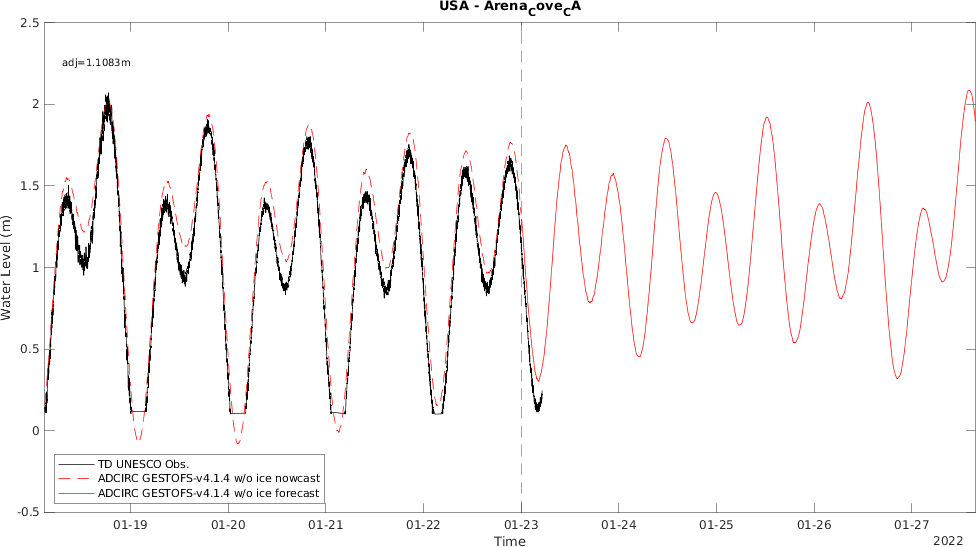 USA - ArenaCoveCA
adj=1.1083m
2.5
2
1.5
1
0.5
0
-0.5
Water Level (m)
TD UNESCO Obs.
ADCIRC GESTOFS-v4.1.4 w/o ice nowcast
ADCIRC GESTOFS-v4.1.4 w/o ice forecast
01-19 01-20 01-21 01-22 01-23 01-24 01-25 01-26 01-27
Time
2022